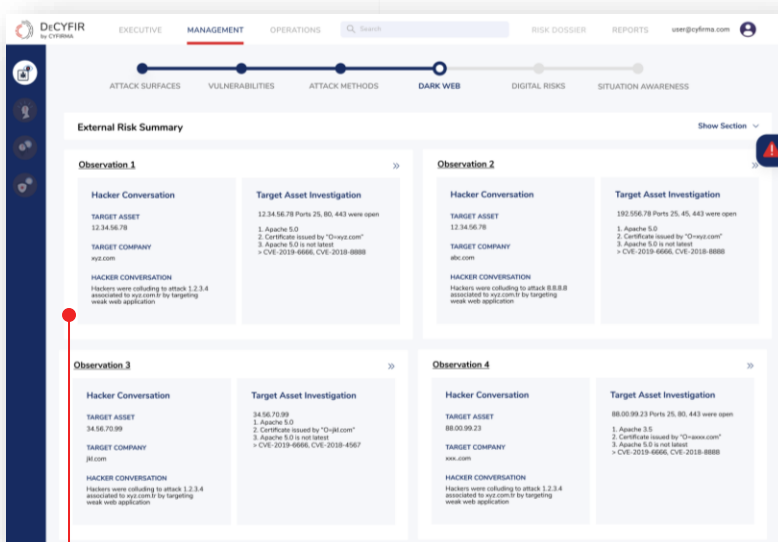 DECYFIR
by CYFIRMA
EXECUTIVE
MANAGEMENT
OPERATIONS
Search
RISK DOSSIER
REPORTS
user@cyfirma.com
ATTACK SURFACES
VULNERABILITIES
ATTACK METHODS
DARK WEB
DIGITAL RISKS
SITUATION AWARENESS
External Risk Summary
Show Section
Observation 1
Hacker Conversation
TARGET ASSET
12.34.56.78
TARGET COMPANY
xyz.com
HACKER CONVERSATION
Hackers were colluding to attack 1.2.3.4
associated to xyz.com.fr by targeting
weak web application
Target Asset Investigation
12.34.56.78 Ports 25, 80, 443 were open
1. Apache 5.0
2. Certificate issued by "O=xyz.com"
3. Apache 5.0 is not latest
> CVE-2019-6666, CVE-2018-8888
Observation 2
Hacker Conversation
TARGET ASSET
12.34.56.78
TARGET COMPANY
abc.com
HACKER CONVERSATION
Hackers were colluding to attack 8.8.8.8
associated to xyz.com.fr by targeting
weak web application
Target Asset Investigation
192.556.78 Ports 25, 45, 443 were open
1. Apache 5.0
2. Certificate issued by "O=xyz.com"
3. Apache 5.0 is not latest
> CVE-2019-6666, CVE-2018-8888
Observation 3
Hacker Conversation
TARGET ASSET
34.56.70.99
TARGET COMPANY
jkl.com
HACKER CONVERSATION
Hackers were colluding to attack 1.2.3.4
associated to xyz.com.fr by targeting
weak web application
Target Asset Investigation
34.56.70.99
1. Apache 5.0
2. Certificate issued by "O=jkl.com"
3. Apache 5.0 is not latest
> CVE-2019-6666, CVE-2018-4567
Observation 4
Hacker Conversation
TARGET ASSET
88.00.99.23
TARGET COMPANY
xxx.com
HACKER CONVERSATION
Hackers were colluding to attack 1.2.3.4
associated to xyz.com.fr by targeting
weak web application
Target Asset Investigation
88.00.99.23 Ports 25, 80, 443 were open
1. Apache 3.5
2. Certificate issued by "O=axxx.com"
3. Apache 5.0 is not latest
> CVE-2019-6666, CVE-2018-8888